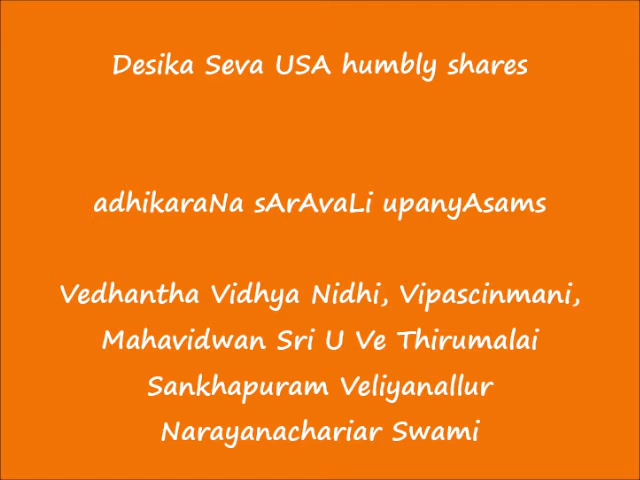 Desika Seva USA humbly shares
adhikaraNa sArAvaLi upanyAsams
Vedhantha Vidhya Nidhi, Vipascinmani,
Mahavidwan Sri U Ve Thirumalai
Sankhapuram Veliyanallur
Narayanachariar Swami